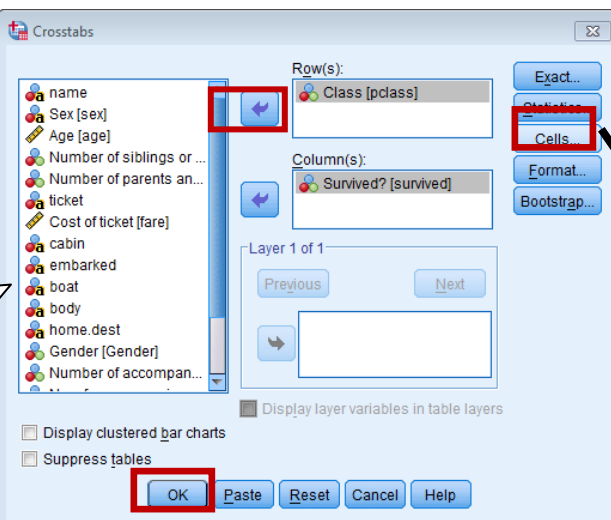 Crosstabs
Row(s):
Class [pclass]
Column(s):
Survived? [survived]
name
Sex [sex]
Age [age]
Number of siblings or ...
Number of parents an...
ticket
Cost of ticket [fare]
cabin
embarked
boat
body
home.dest
Gender [Gender]
Number of accompan...
Layer 1 of 1
Previous
Next
Display layer variables in table layers
Exact...
Statistics...
Cells...
Format...
Bootstrap...
Display clustered bar charts
Suppress tables
OK Paste Reset Cancel Help